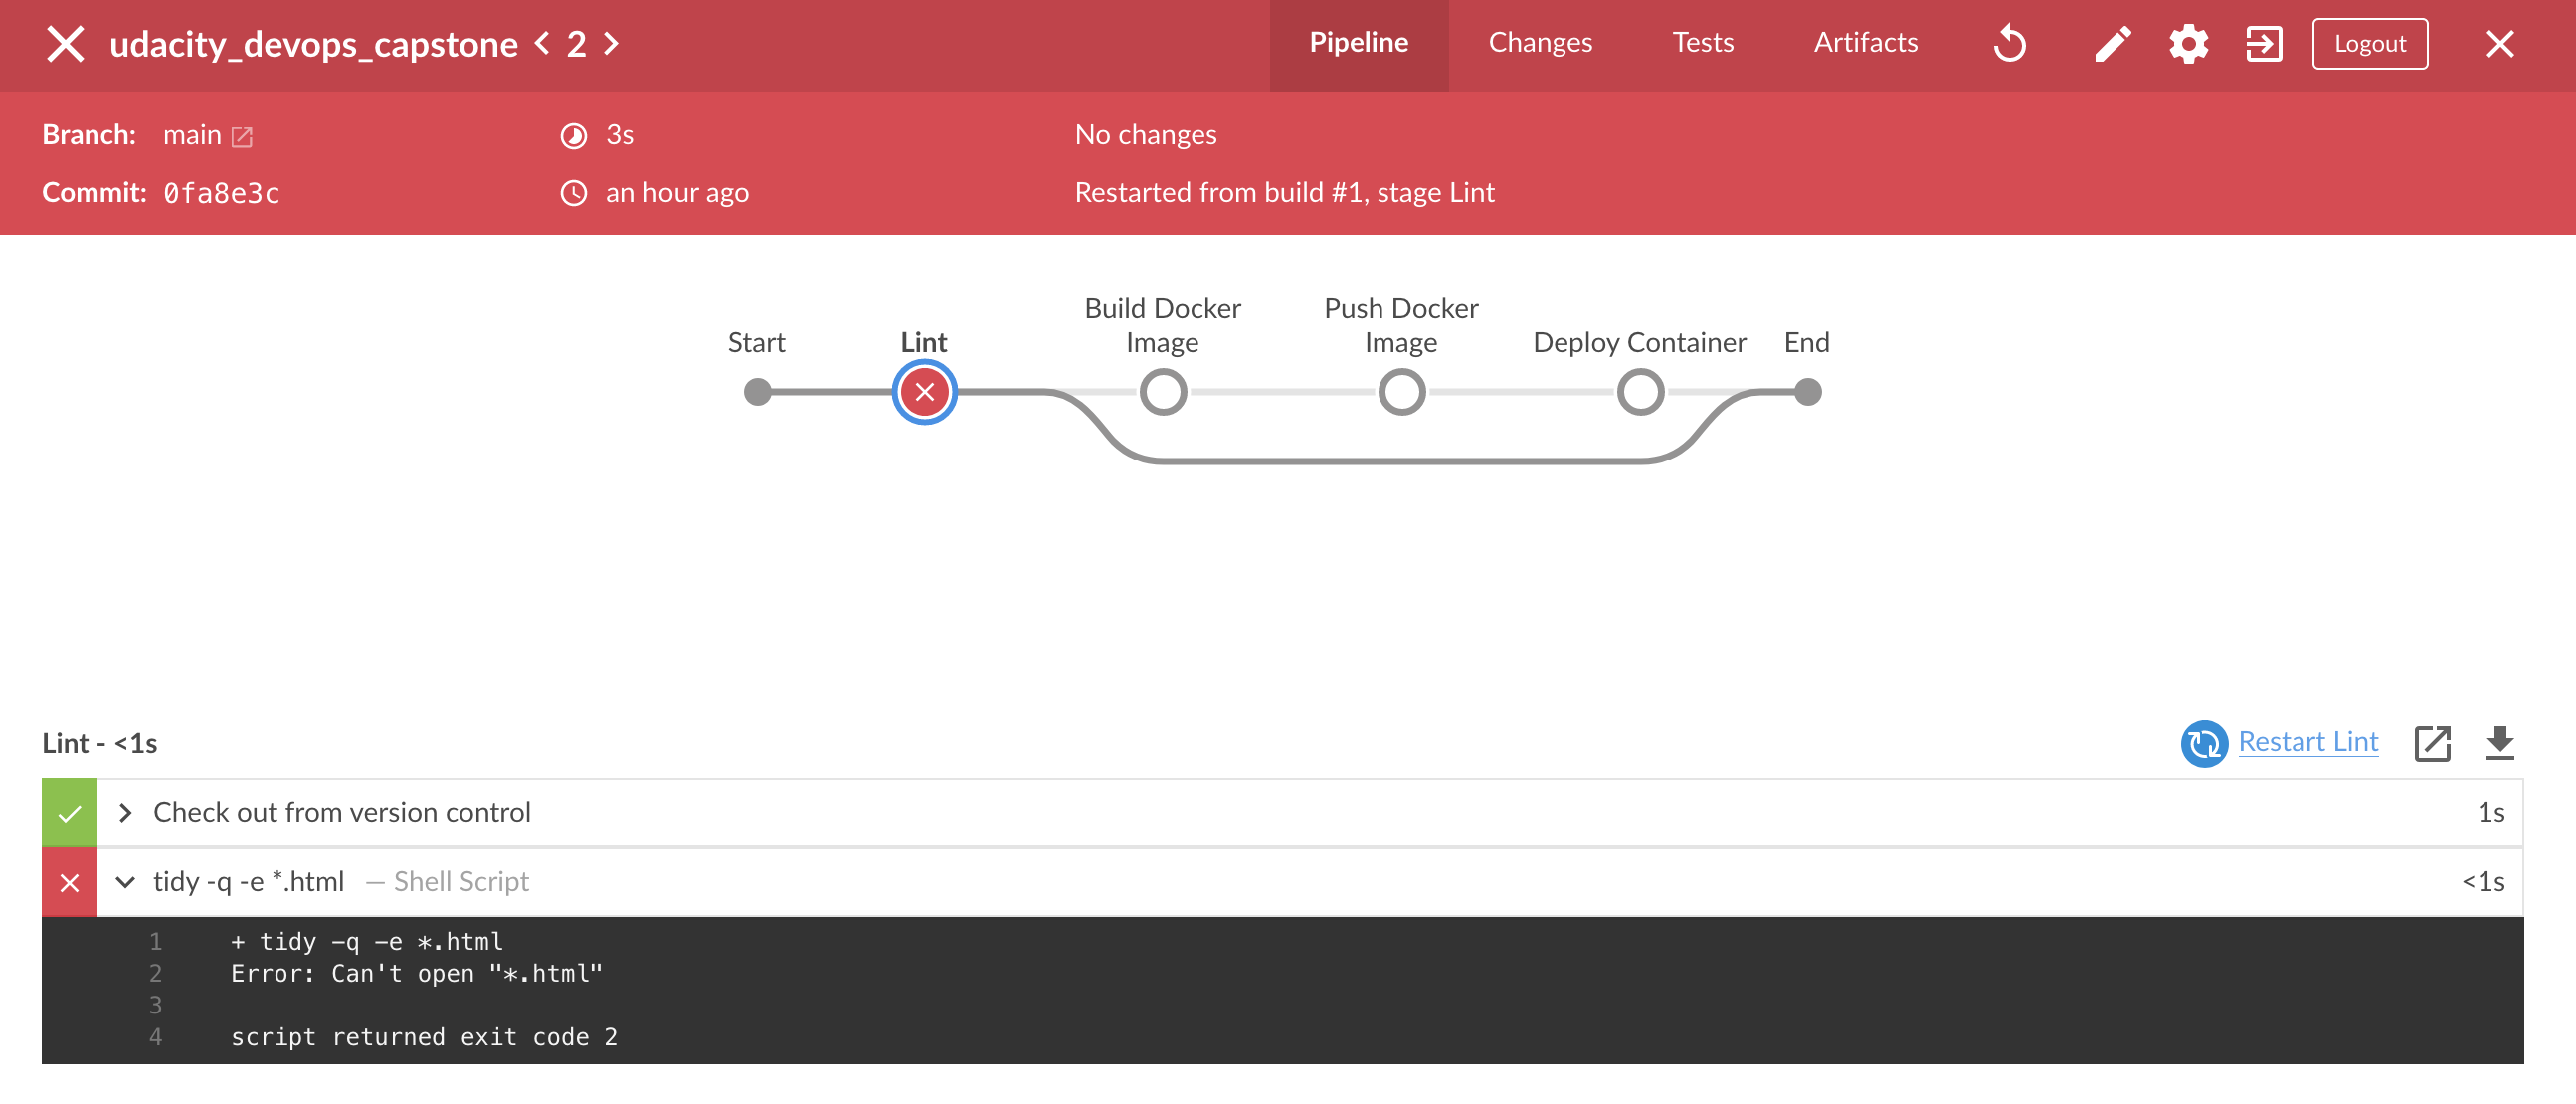 udacity_devops_capstone < 2 >
Pipeline
Changes
Tests
Artifacts
Logout
Branch: main
3s
No changes
Commit: 0fa8e3c
an hour ago
Restarted from build #1, stage Lint
Start
Lint
Build Docker
Image
Push Docker
Image
Deploy Container
End
Lint - <1s
Restart Lint
Check out from version control
1s
tidy -q -e *.html — Shell Script
<1s
1 + tidy -q -e *.html
2 Error: Can't open "*.html"
3
4 script returned exit code 2